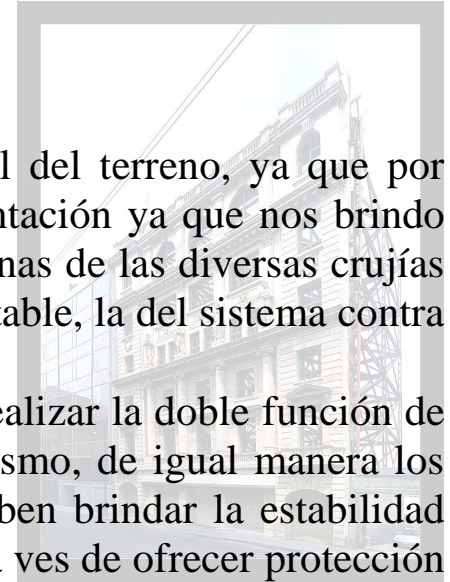 l del terreno, ya que por
ntación ya que nos brindo
nas de las diversas crujías
table, la del sistema contra
ealizar la doble función de
ismo, de igual manera los
ben brindar la estabilidad
ves de ofrecer protección